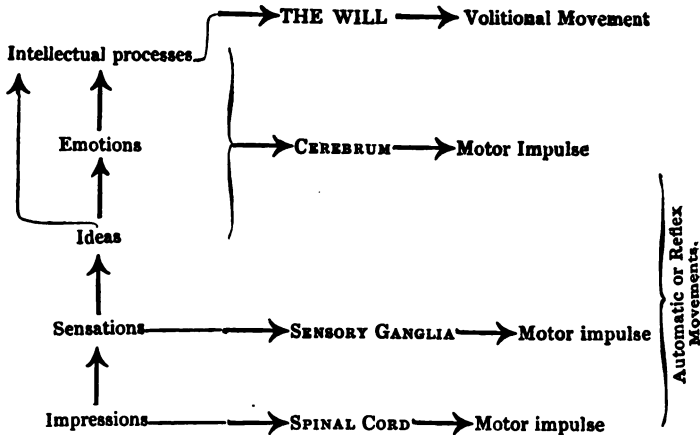 THE WILL Volitional Movement
Intellectual processes
Emotions CEREBRUM Motor Impulse
Ideas
Sensations SENSORY GANGLIA Motor impulse
Impressions SPINAL CORD Motor impulse
Automatic or Reflex
Movements.